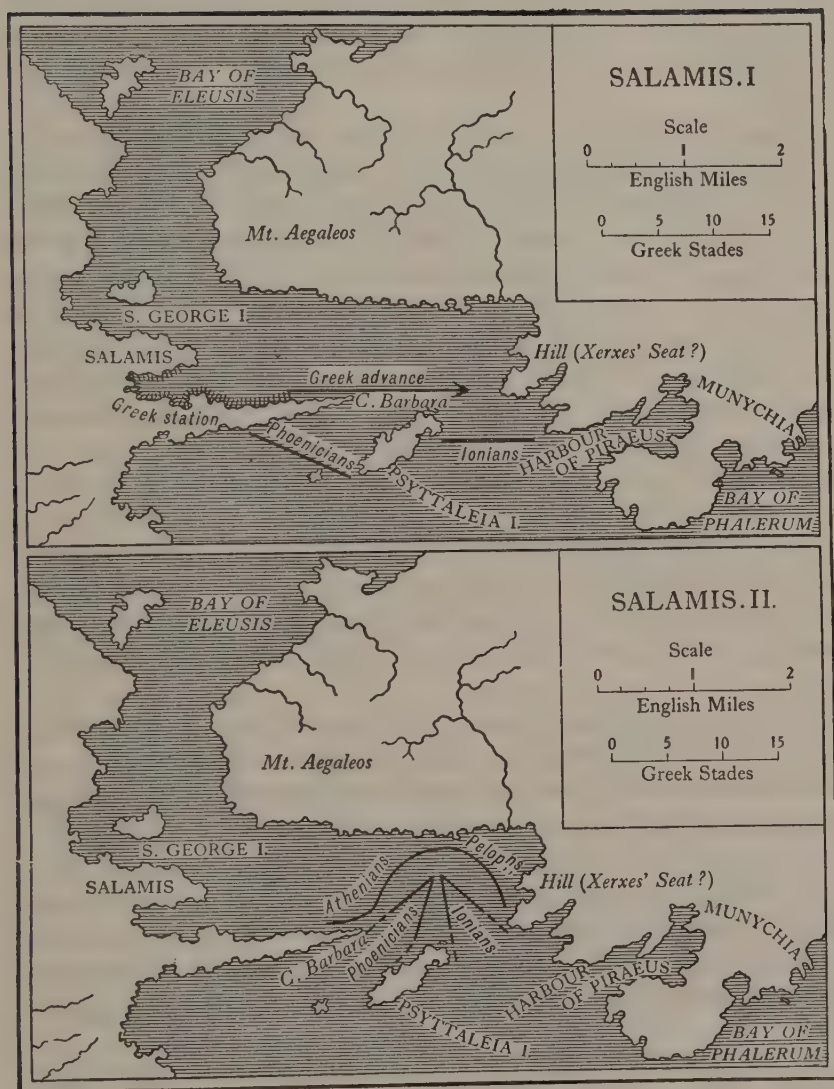 BAY OF
ELEUSIS
SALAMIS.I
Scale
0 1 2
English Miles
0 5 10 15
Greek Stades
Mt. Aegaleos
S. GEORGE I.
SALAMIS
Hill (Xerxes' Seat ?)
Greek advance
C. Barbara
MUNYCHIA
Greek station
Phoenicians
Ionians
HARBOUR
OF PIRAEUS
PSYTTALEIA I
BAY OF
PHALERUM
BAY OF
ELEUSIS
SALAMIS.II.
Scale
0 1 2
English Miles
0 5 10 15
Greek Stades
Mt. Aegaleos
S. GEORGE I.
SALAMIS
Athenians
Pelopns.
Hill (Xerxes' Seat ?)
C. Barbara
Phoenicians
Ionians
MUNYCHIA
HARBOUR
OF PIRAEUS
PSYTTALEIA I
BAY OF
PHALERUM